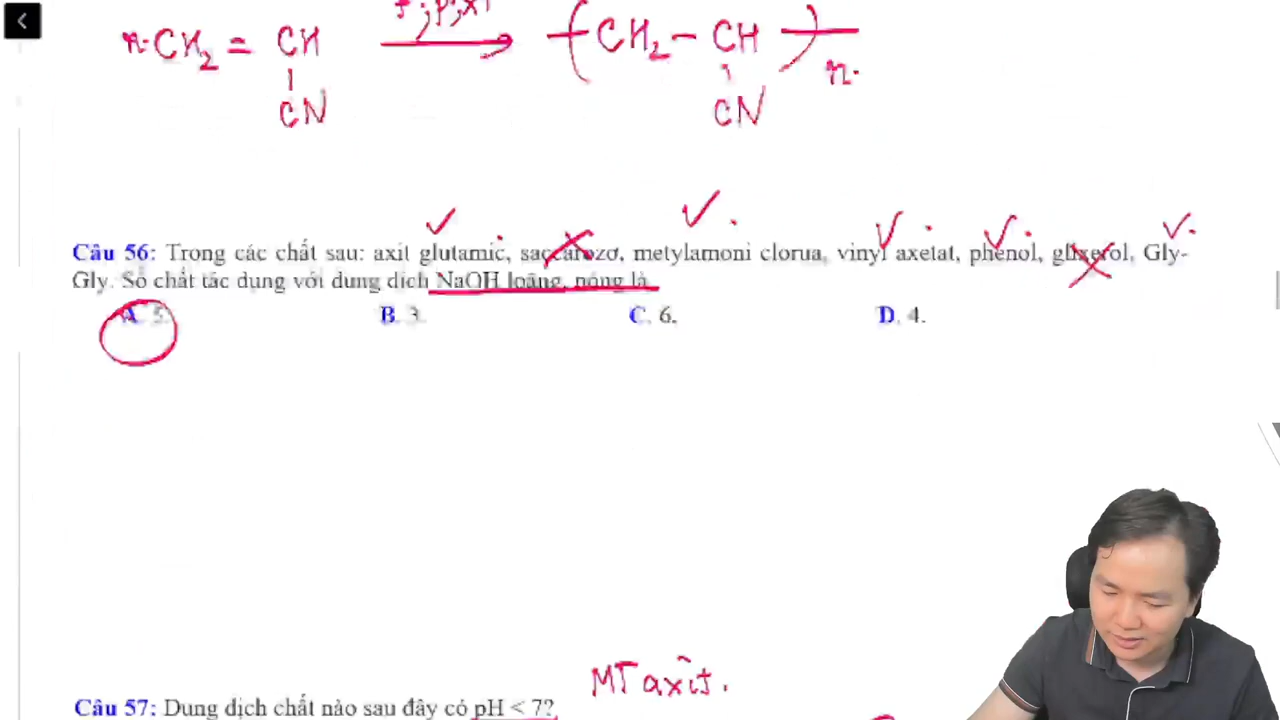 n.CH₂ = CH → ( CH₂ − CH )n.
CN CN
Câu 56: Trong các chất sau: axit glutamic, saccarozơ, metylamoni clorua, vinyl axetat, phenol, glixerol, Gly-
Gly. Số chất tác dụng với dung dịch NaOH loãng, nóng là
A. 5. B. 3. C. 6. D. 4.
MT axit.
Câu 57: Dung dịch chất nào sau đây có pH < 7?